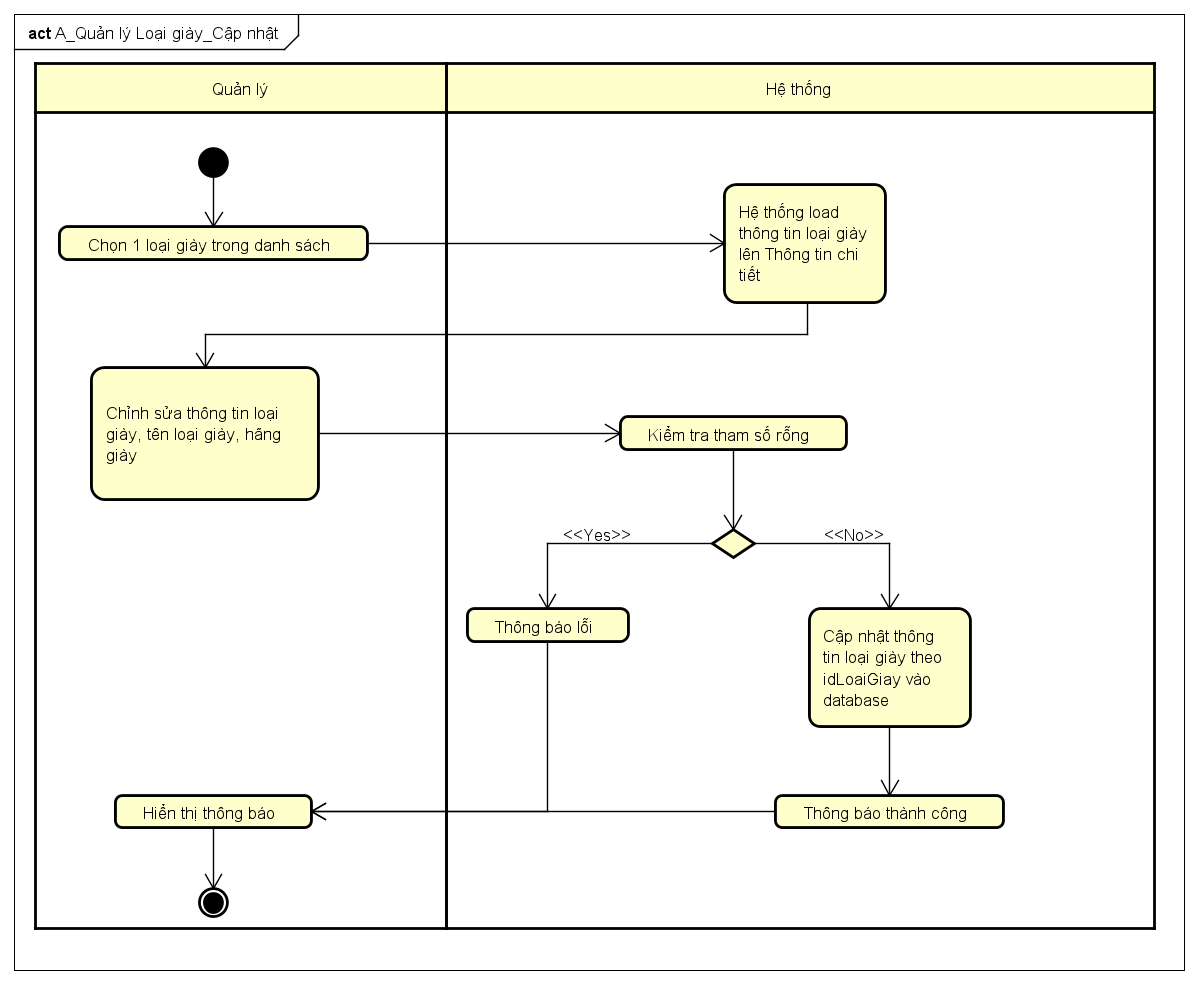 act A_Quản lý Loại giày_Cập nhật
Quản lý
Hệ thống
Chọn 1 loại giày trong danh sách
Hệ thống load
thông tin loại giày
lên Thông tin chi
tiết
Chỉnh sửa thông tin loại
giày, tên loại giày, hãng
giày
Kiểm tra tham số rỗng
<<Yes>>
<<No>>
Thông báo lỗi
Cập nhật thông
tin loại giày theo
idLoaiGiay vào
database
Hiển thị thông báo
Thông báo thành công